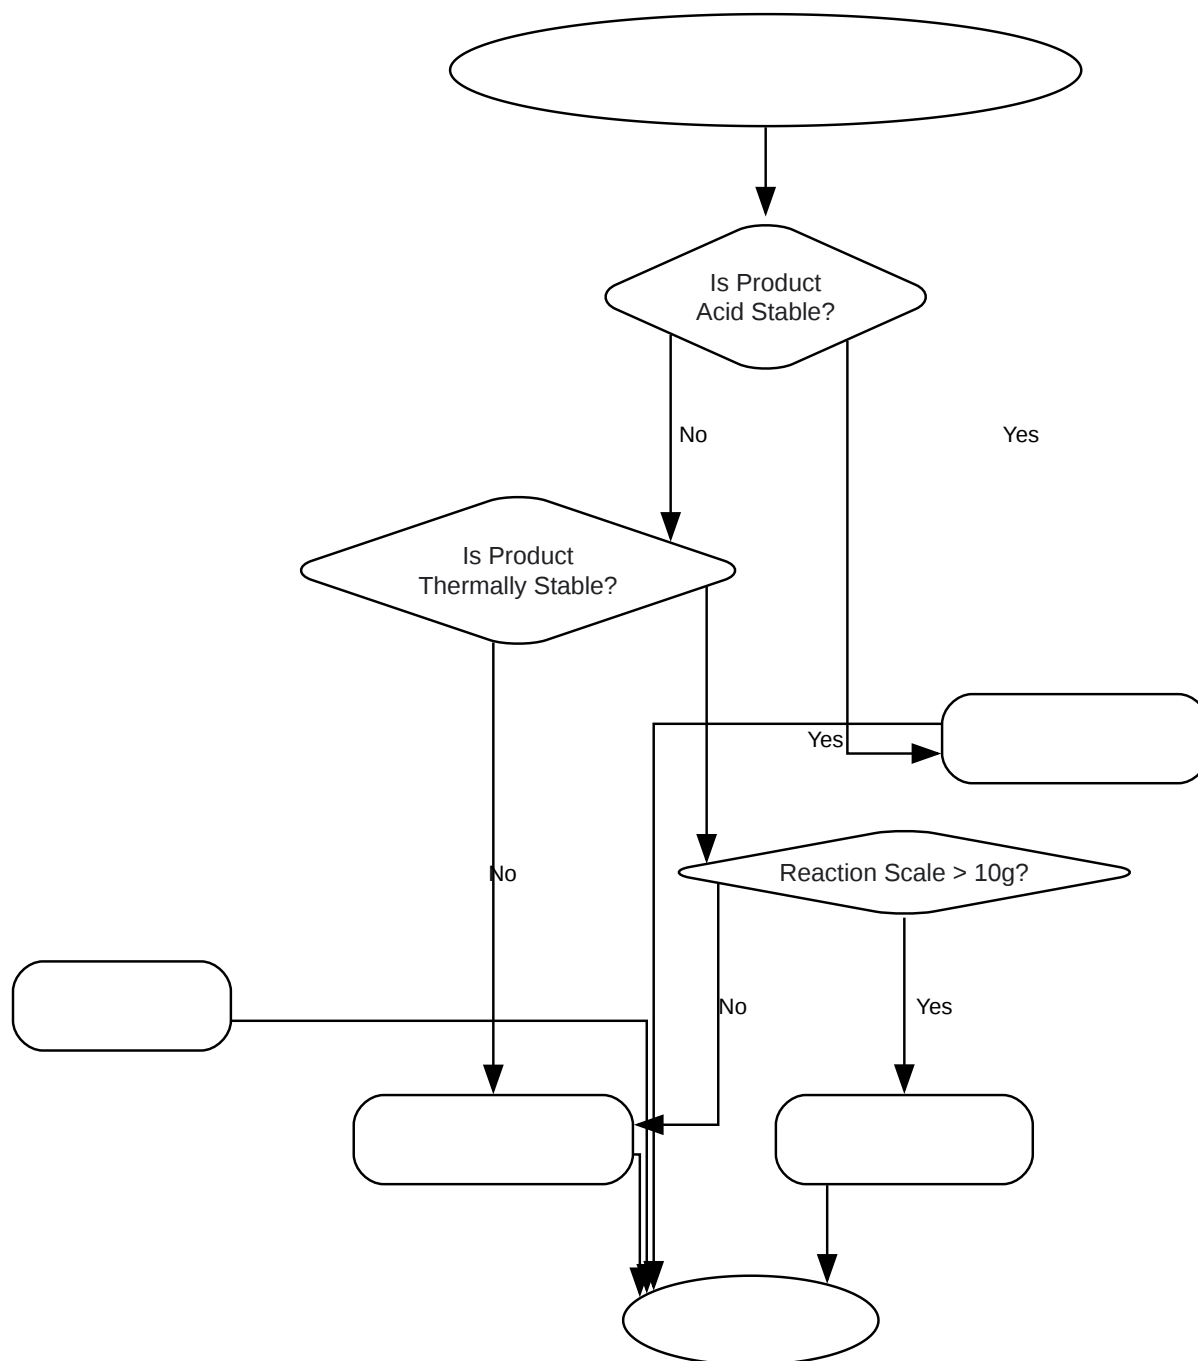 Is Product
Acid Stable?
No
Yes
Is Product
Thermally Stable?
Yes
No
Reaction Scale > 10g?
No
Yes